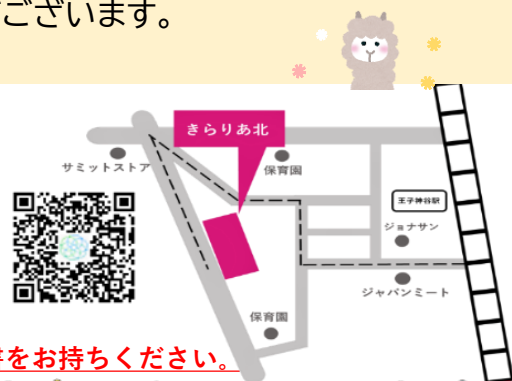 ございます。
きらりあ北
サミットストア
保育園
王子神谷駅
ジョナサン
ジャパンミート
保育園
をお持ちください。